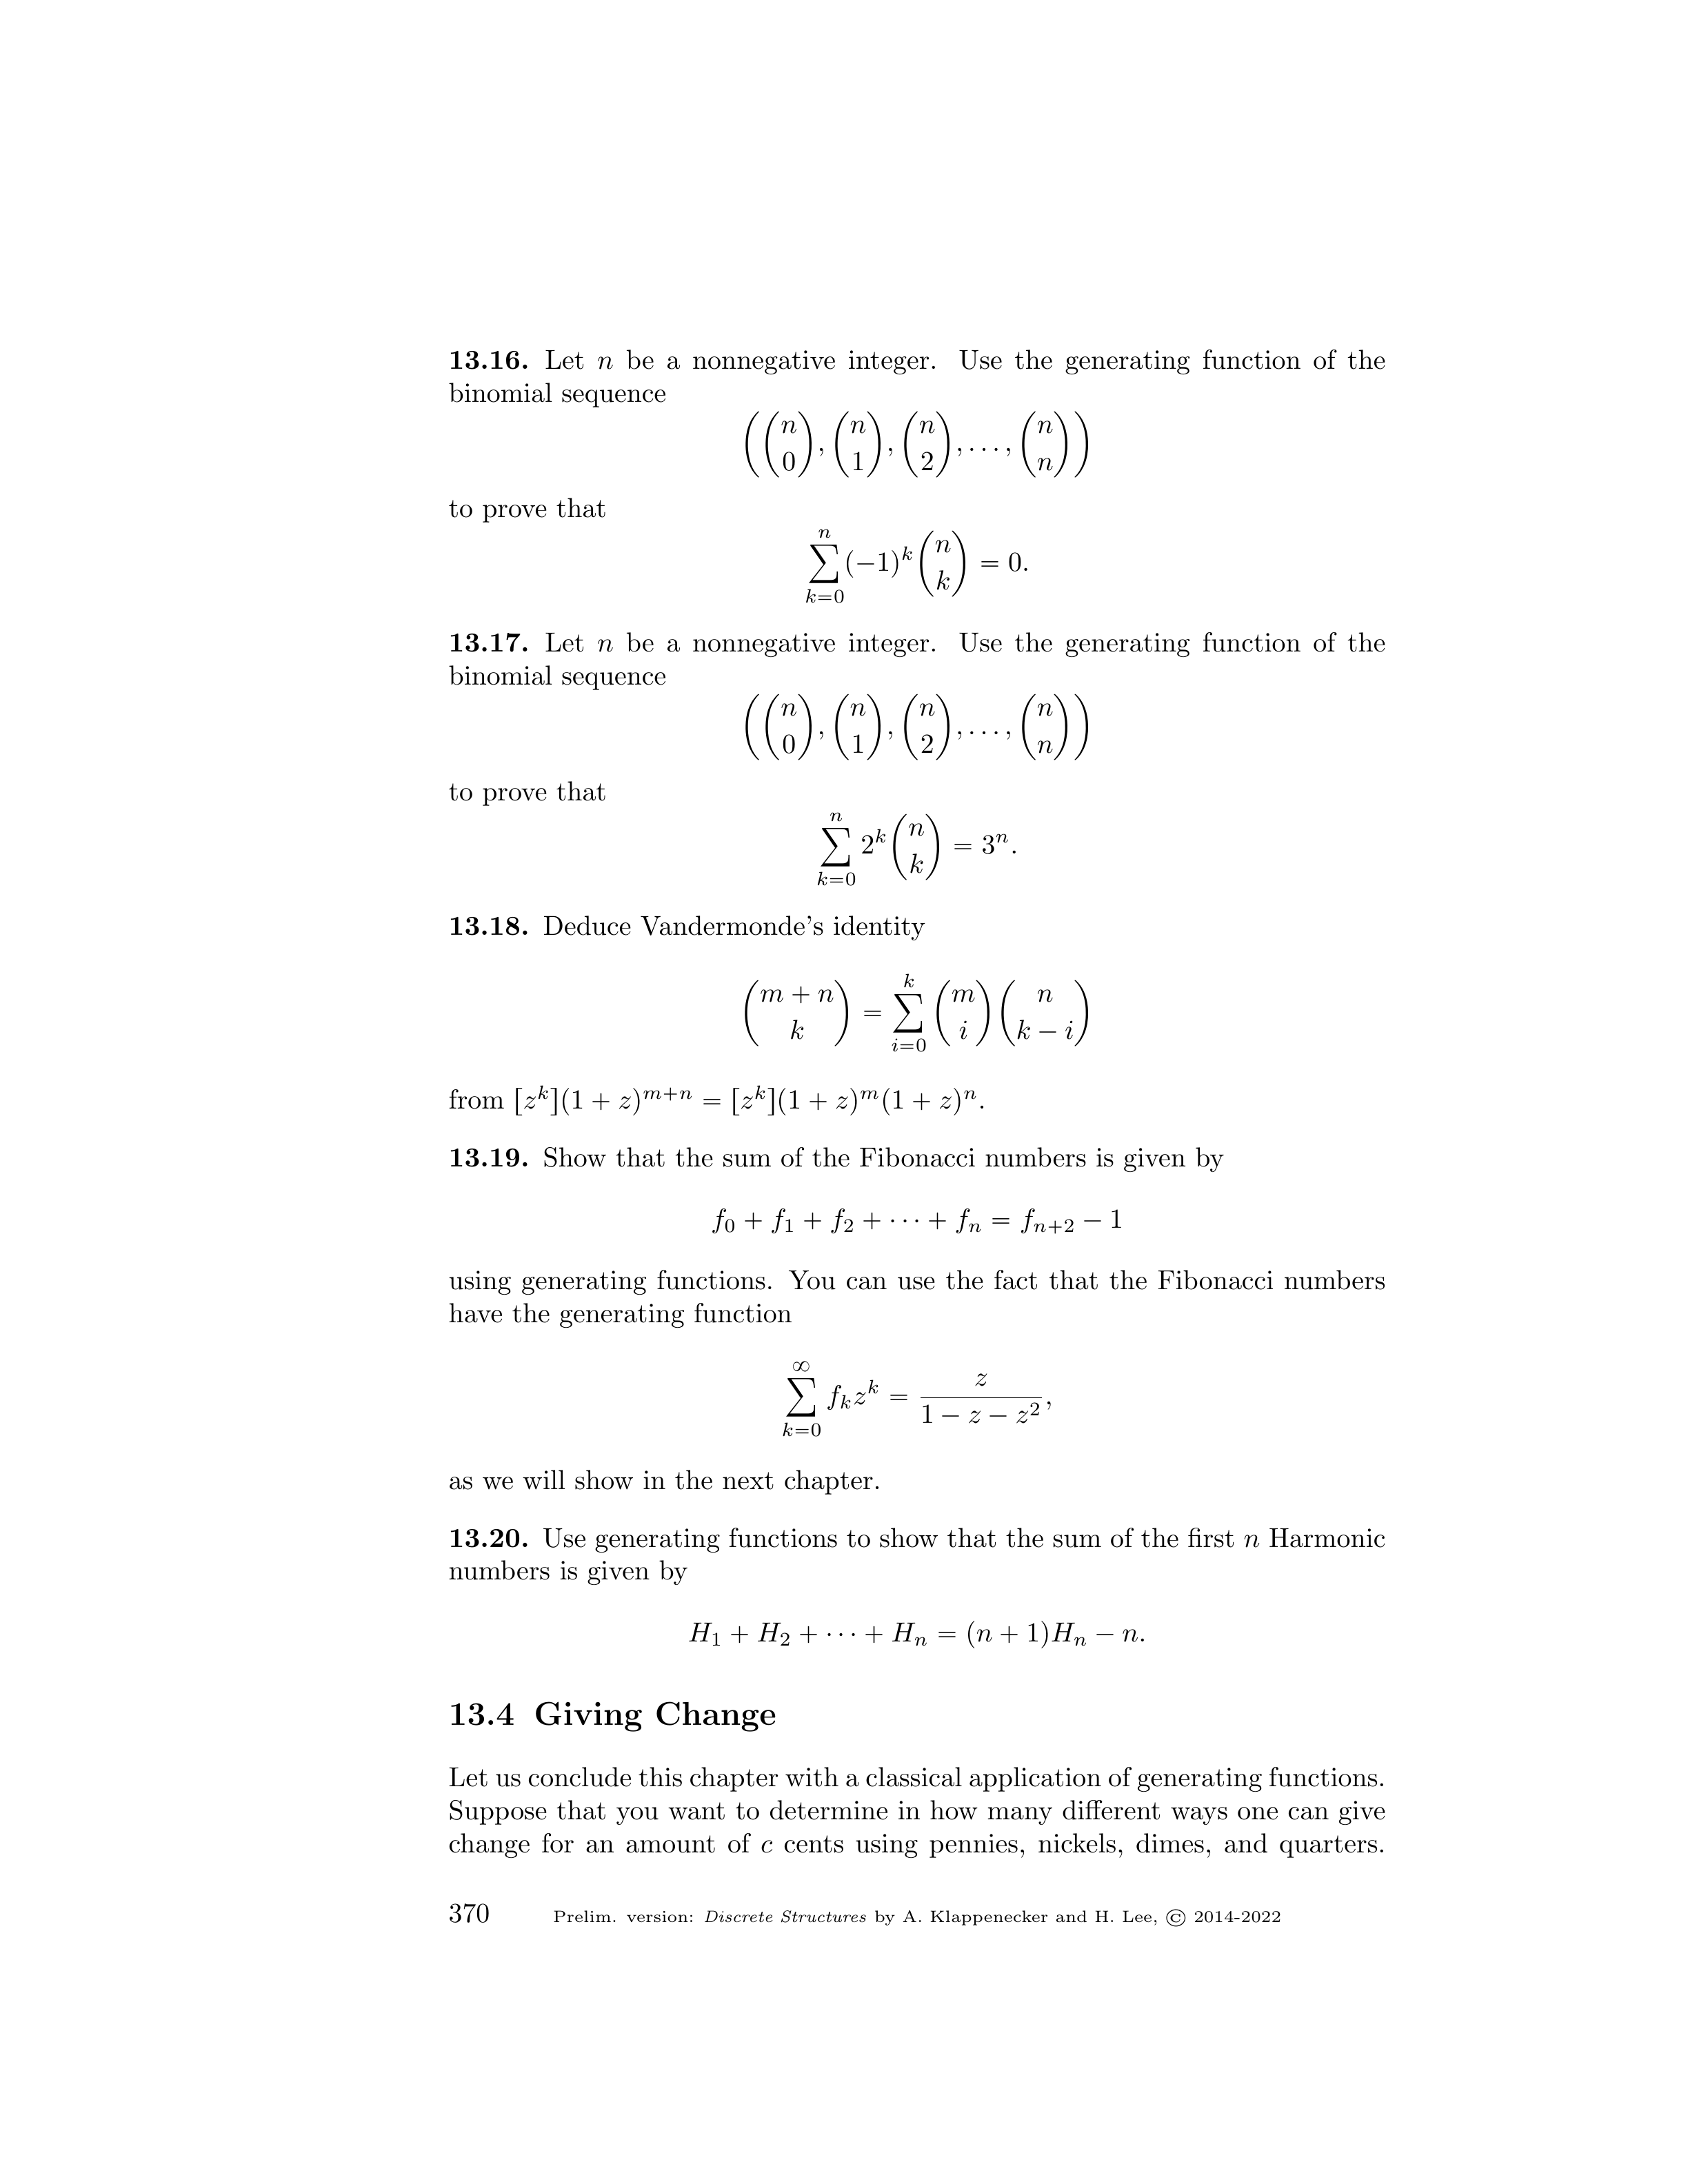 13.16. Let n be a nonnegative integer. Use the generating function of the
binomial sequence
$$\left(\binom{n}{0}, \binom{n}{1}, \binom{n}{2}, \ldots, \binom{n}{n}\right)$$
to prove that
$$\sum_{k=0}^{n} (-1)^k \binom{n}{k} = 0.$$
13.17. Let n be a nonnegative integer. Use the generating function of the
binomial sequence
$$\left(\binom{n}{0}, \binom{n}{1}, \binom{n}{2}, \ldots, \binom{n}{n}\right)$$
to prove that
$$\sum_{k=0}^{n} 2^k \binom{n}{k} = 3^n.$$
13.18. Deduce Vandermonde's identity
$$\binom{m+n}{k} = \sum_{i=0}^{k} \binom{m}{i} \binom{n}{k-i}$$
from $[z^k](1+z)^{m+n} = [z^k](1+z)^m(1+z)^n$.
13.19. Show that the sum of the Fibonacci numbers is given by
$$f_0 + f_1 + f_2 + \cdots + f_n = f_{n+2} - 1$$
using generating functions. You can use the fact that the Fibonacci numbers
have the generating function
$$\sum_{k=0}^{\infty} f_k z^k = \frac{z}{1-z-z^2},$$
as we will show in the next chapter.
13.20. Use generating functions to show that the sum of the first n Harmonic
numbers is given by
$$H_1 + H_2 + \cdots + H_n = (n+1)H_n - n.$$
13.4 Giving Change
Let us conclude this chapter with a classical application of generating functions.
Suppose that you want to determine in how many different ways one can give
change for an amount of c cents using pennies, nickels, dimes, and quarters.
370 Prelim. version: Discrete Structures by A. Klappenecker and H. Lee, © 2014-2022